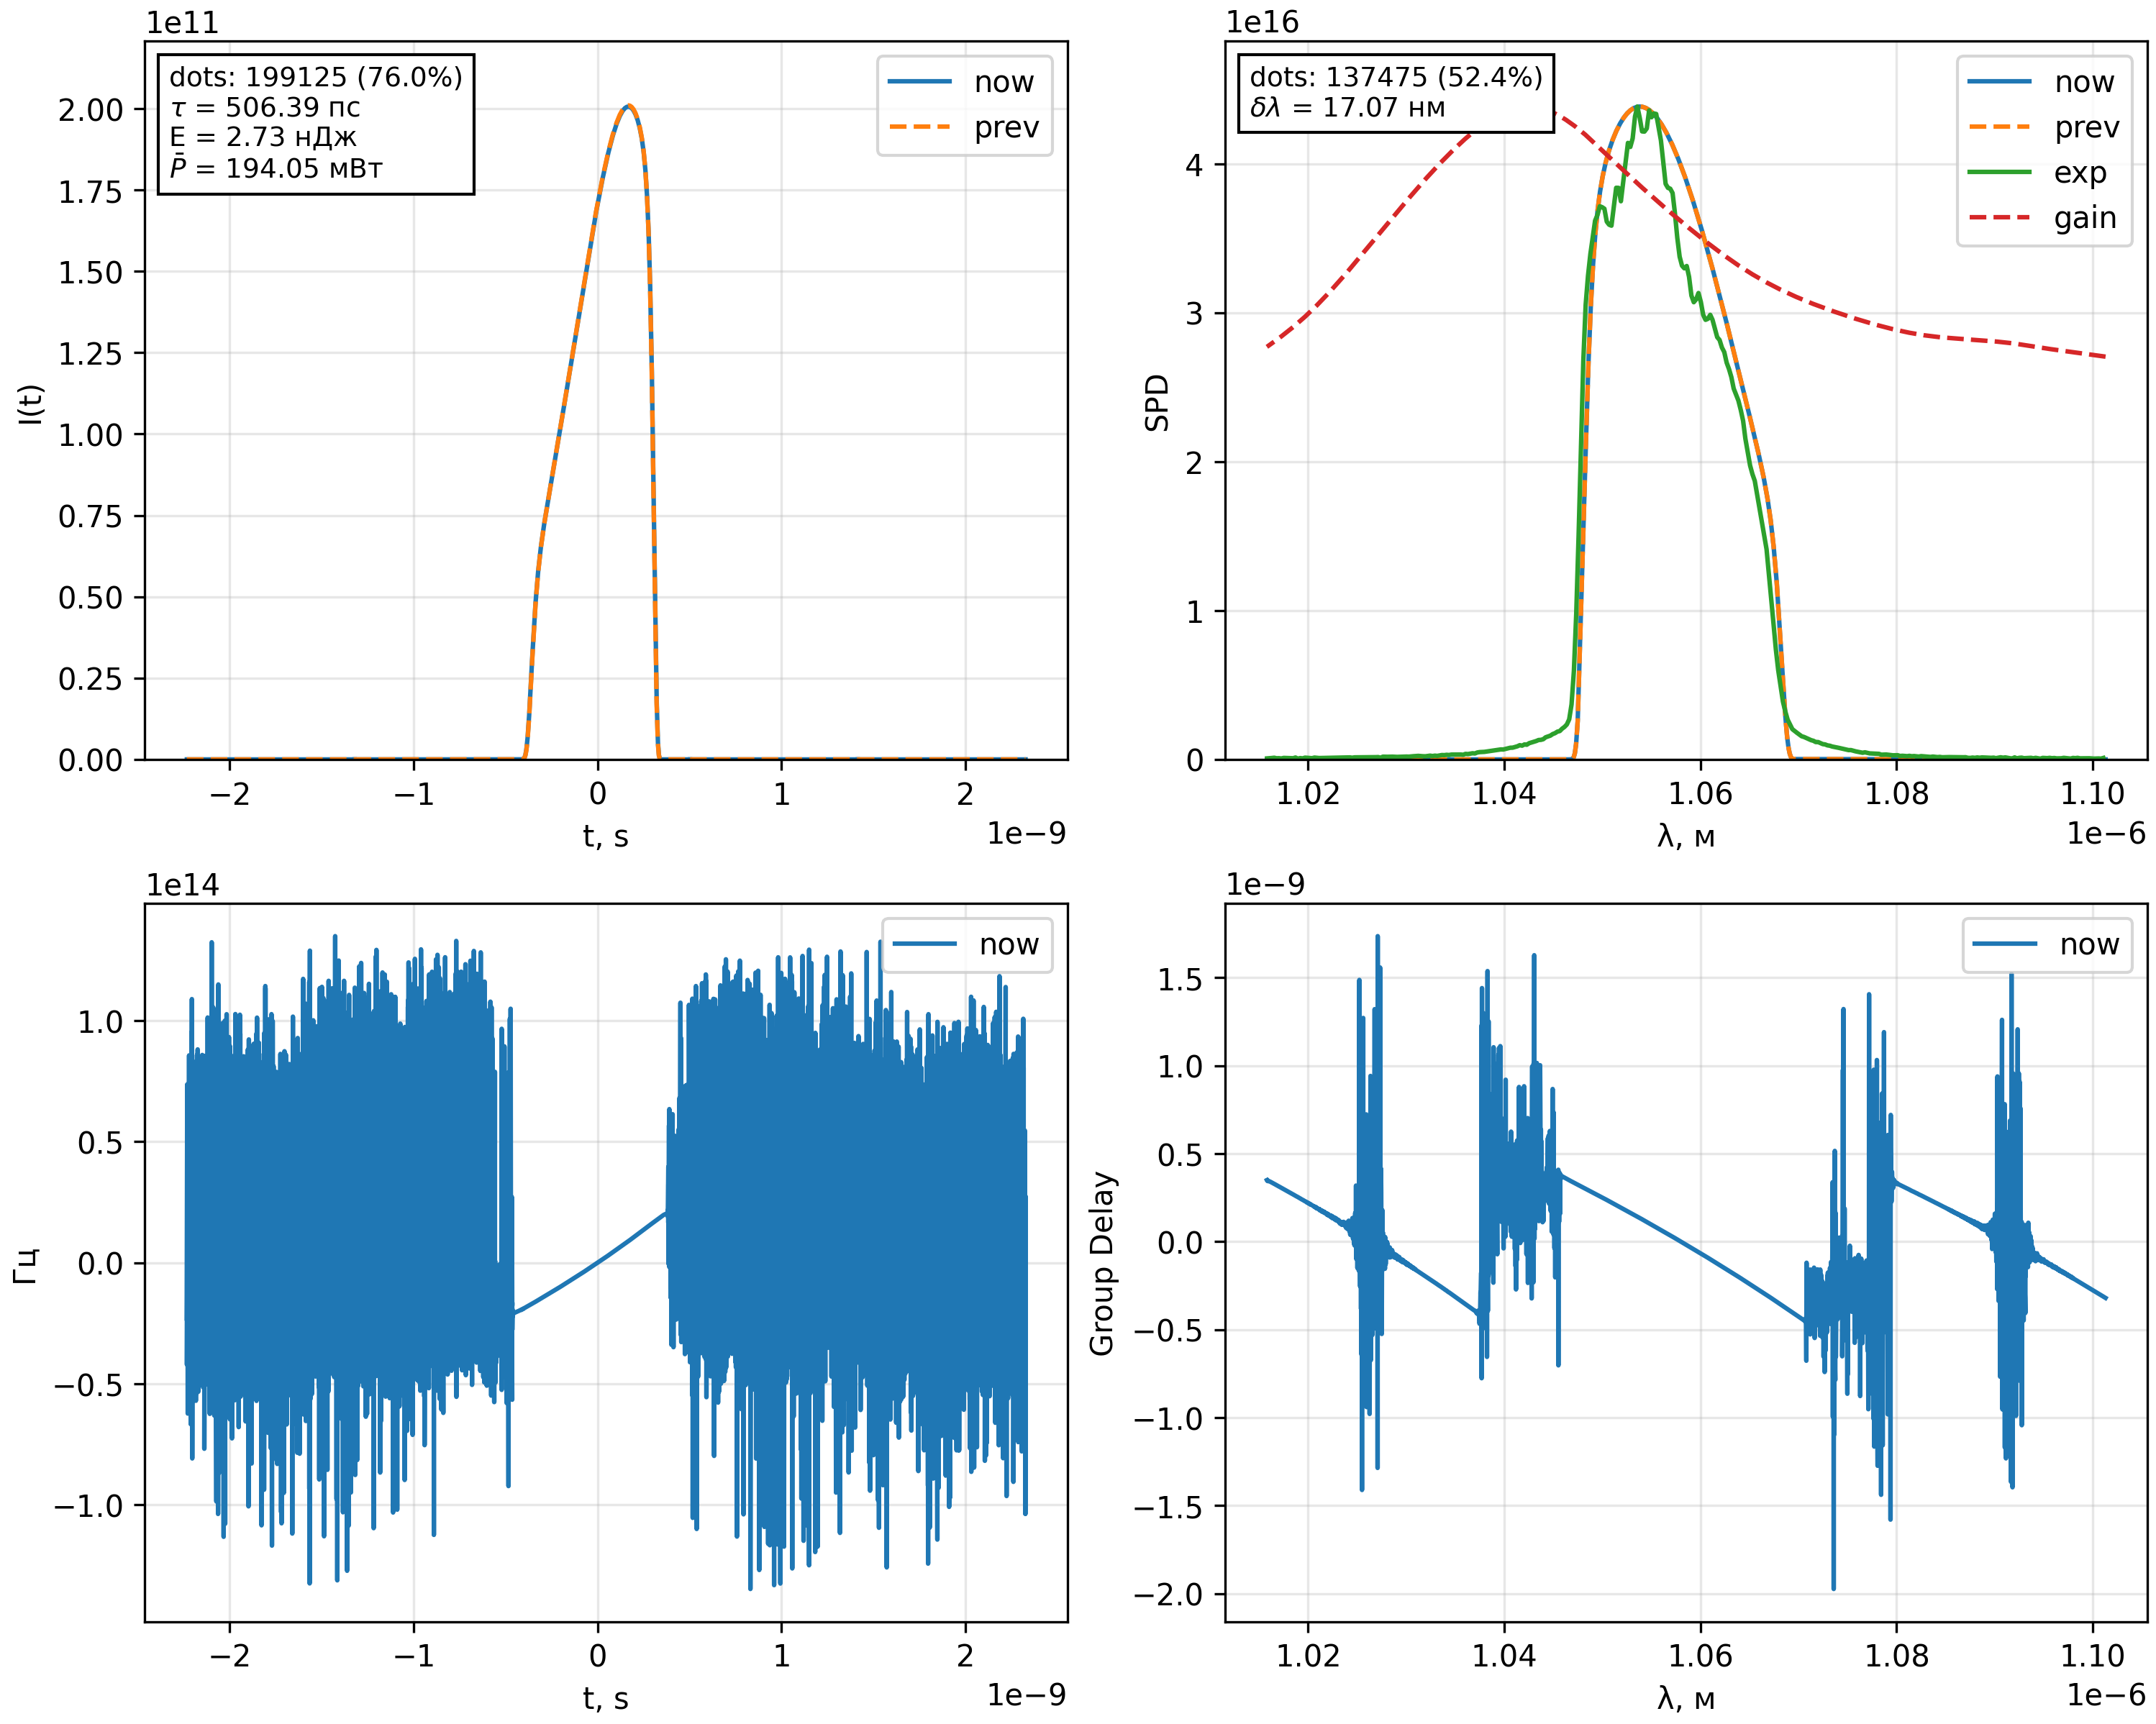 1e11
dots: 199125 (76.0%)
τ = 506.39 пс
E = 2.73 нДж
P̄ = 194.05 мВт
now
prev
2.00
1.75
1.50
1.25
1.00
0.75
0.50
0.25
0.00
I(t)
−2
−1
0
1
2
t, s
1e−9
1e16
dots: 137475 (52.4%)
δλ = 17.07 нм
now
prev
exp
gain
4
3
2
1
0
SPD
1.02
1.04
1.06
1.08
1.10
λ, м
1e−6
1e14
now
1.0
0.5
0.0
−0.5
−1.0
Гц
−2
−1
0
1
2
t, s
1e−9
1e−9
now
1.5
1.0
0.5
0.0
−0.5
−1.0
−1.5
−2.0
Group Delay
1.02
1.04
1.06
1.08
1.10
λ, м
1e−6